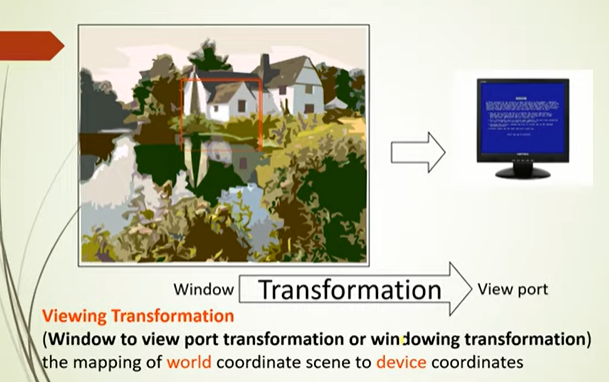 Window
Transformation
View port
Viewing Transformation
(Window to view port transformation or windowing transformation)
the mapping of world coordinate scene to device coordinates